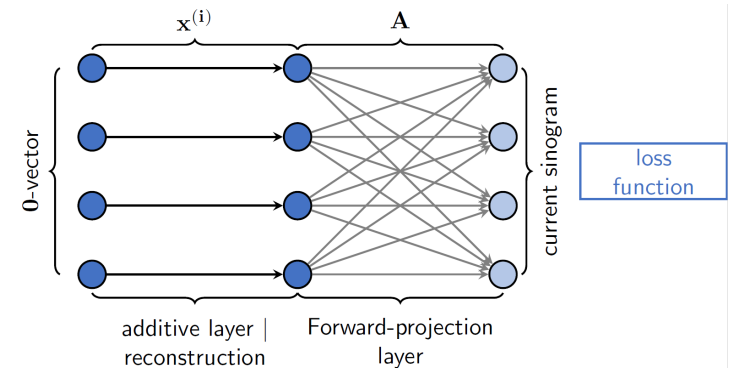 x^(i)
A
0-vector
current sinogram
loss
function
additive layer |
reconstruction
Forward-projection
layer